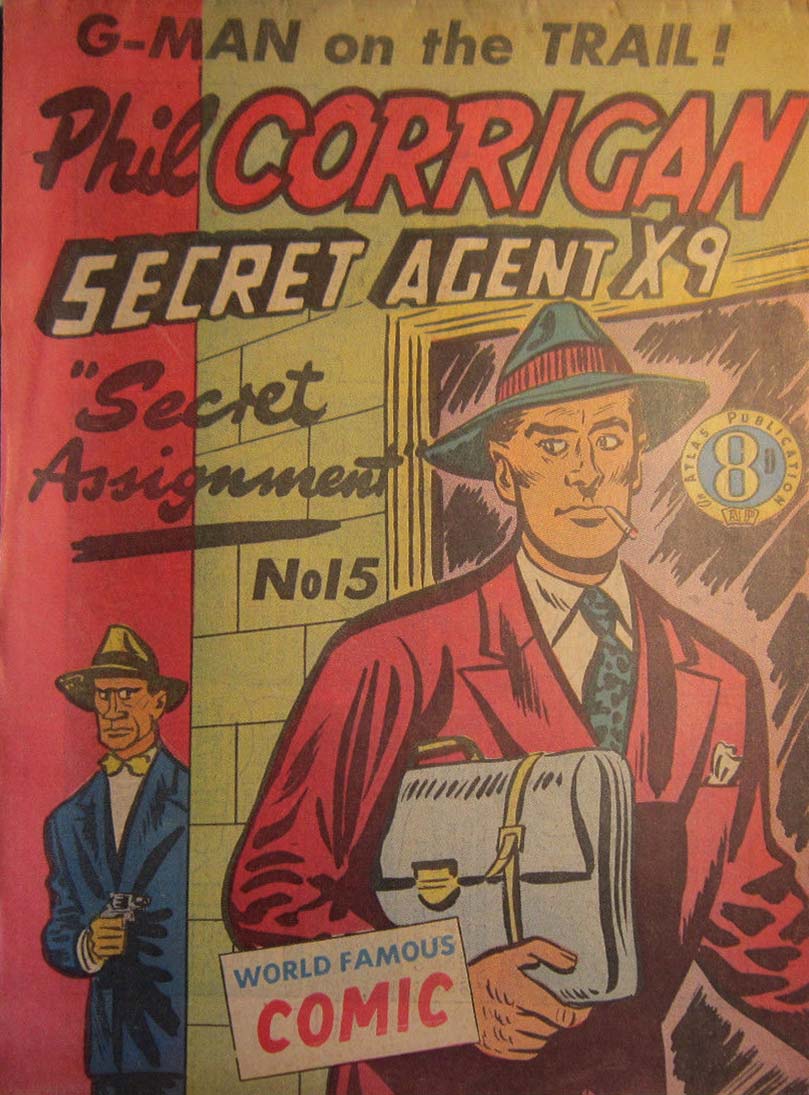 G-MAN on the TRAIL!
Phil CORRIGAN
SECRET AGENT X9
"Secret
Assignment"
No15
An ATLAS PUBLICATION
8D
WORLD FAMOUS
COMIC